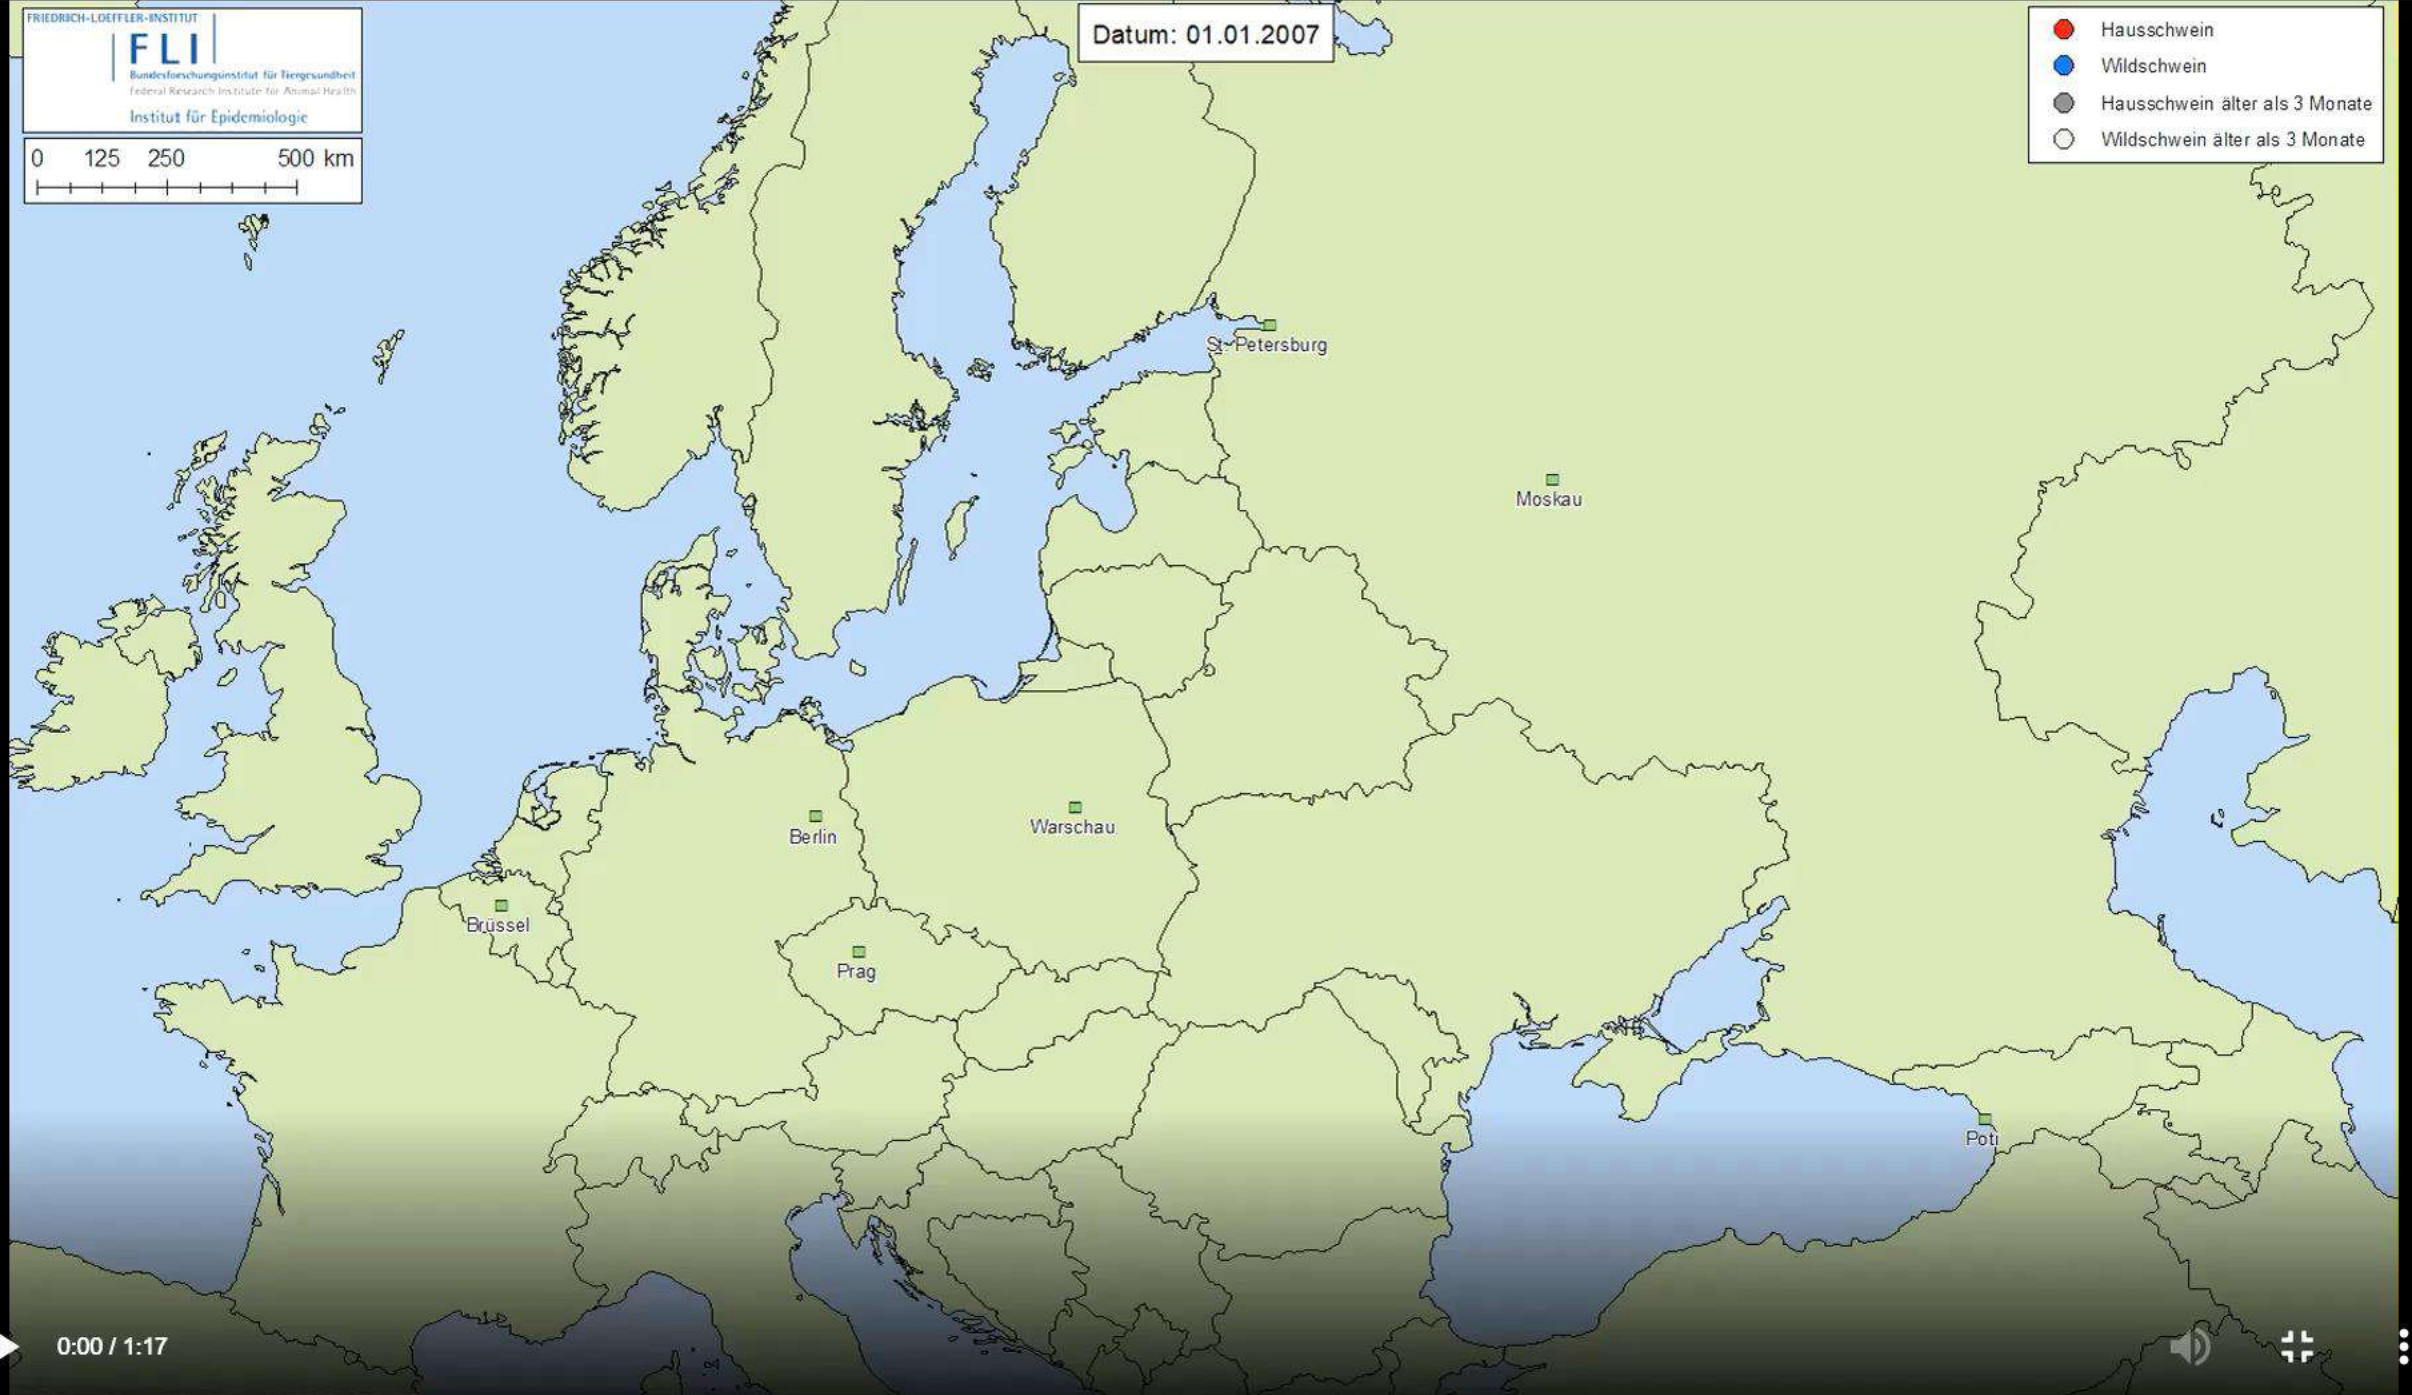 FRIEDRICH-LOEFFLER-INSTITUT
FLI
Bundesforschungsinstitut für Tiergesundheit
Federal Research Institute for Animal Health
Institut für Epidemiologie
0 125 250 500 km
Datum: 01.01.2007
Hausschwein
Wildschwein
Hausschwein älter als 3 Monate
Wildschwein älter als 3 Monate
St. Petersburg
Moskau
Berlin
Warschau
Brüssel
Prag
Poti
0:00 / 1:17